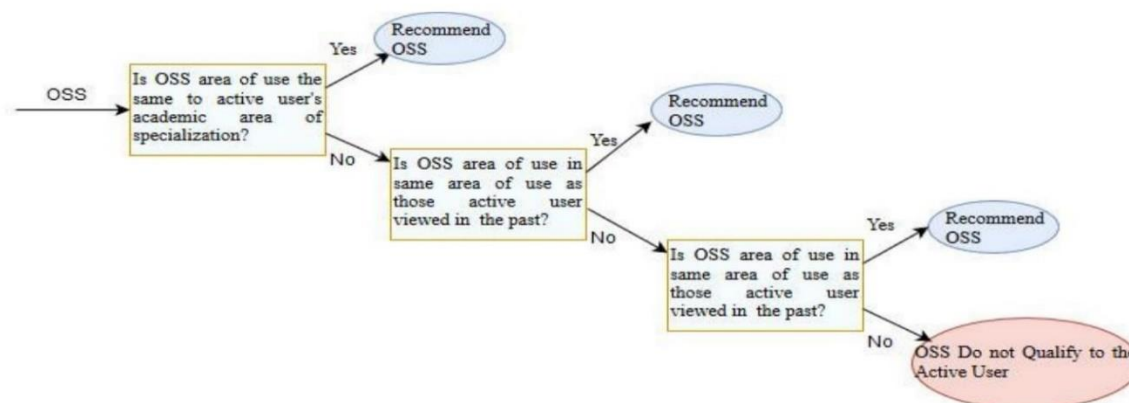 OSS
Is OSS area of use the
same to active user's
academic area of
specialization?
Yes
Recommend
OSS
No
Is OSS area of use in
same area of use as
those active user
viewed in the past?
Yes
Recommend
OSS
No
Is OSS area of use in
same area of use as
those active user
viewed in the past?
Yes
Recommend
OSS
No
OSS Do not Qualify to the
Active User